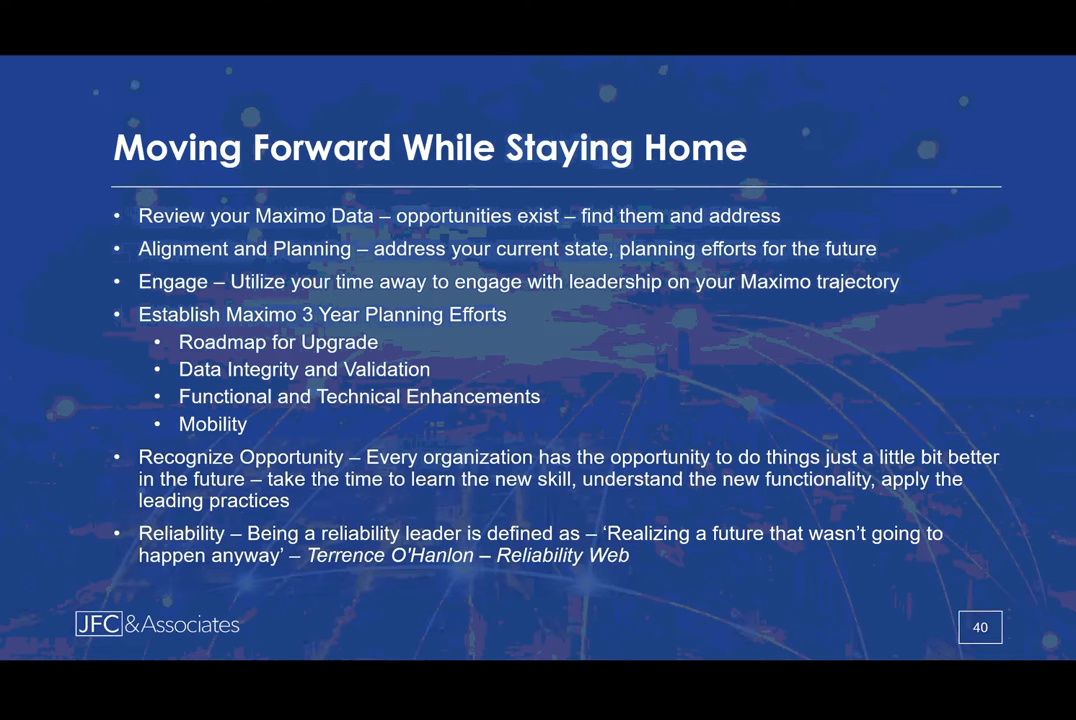 Moving Forward While Staying Home
• Review your Maximo Data – opportunities exist – find them and address
• Alignment and Planning – address your current state, planning efforts for the future
• Engage – Utilize your time away to engage with leadership on your Maximo trajectory
• Establish Maximo 3 Year Planning Efforts
• Roadmap for Upgrade
• Data Integrity and Validation
• Functional and Technical Enhancements
• Mobility
• Recognize Opportunity – Every organization has the opportunity to do things just a little bit better
in the future – take the time to learn the new skill, understand the new functionality, apply the
leading practices
• Reliability – Being a reliability leader is defined as – ‘Realizing a future that wasn’t going to
happen anyway’ – Terrence O'Hanlon – Reliability Web
JFC&Associates
40